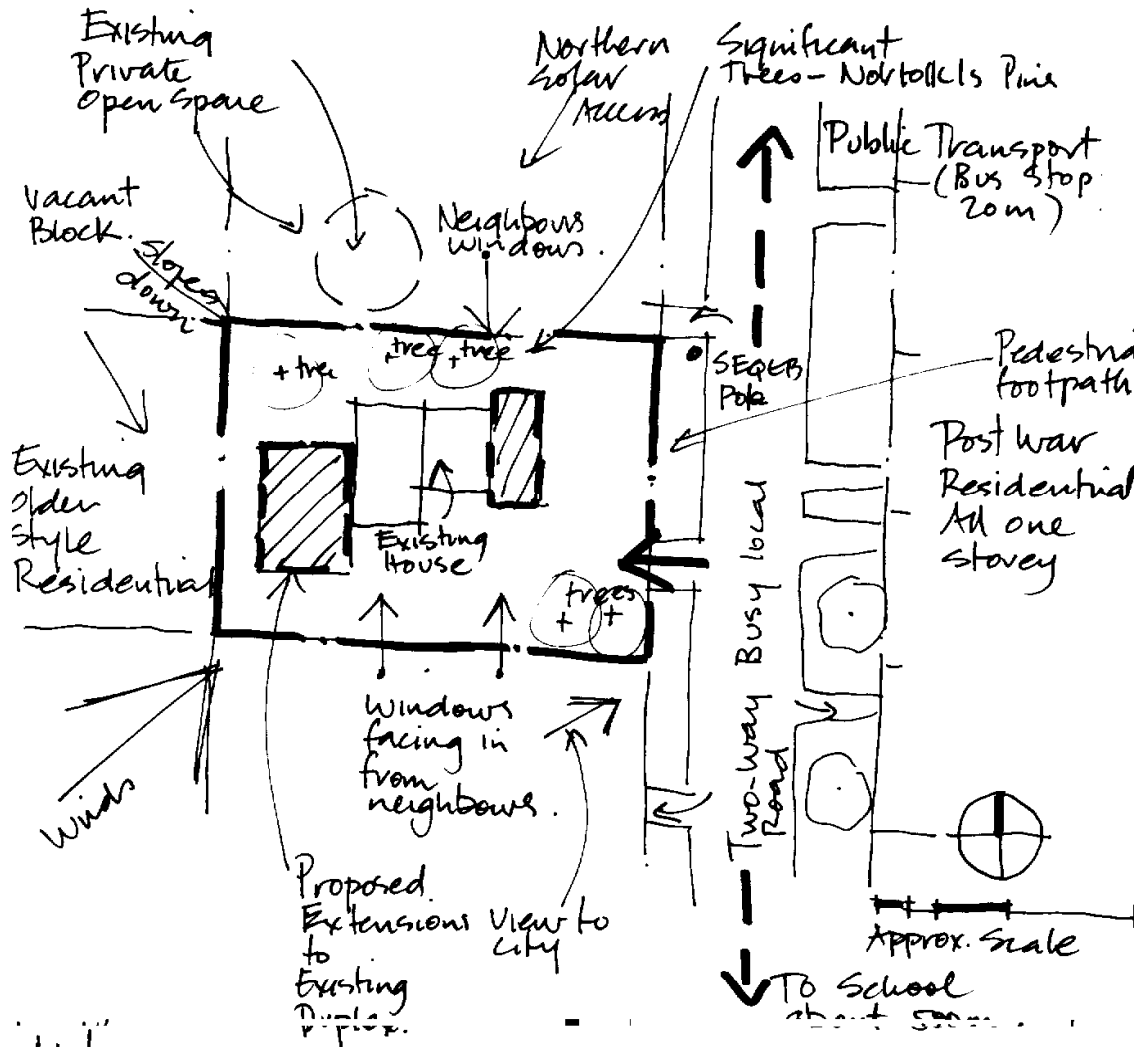 Existing
Private
Open Space
Northern
Solar
Access
Significant
Trees - Norfolk Is Pine
Public Transport
(Bus Stop
20m)
Vacant
Block.
Slopes
down.
Neighbours
Windows.
+ tree
+ tree
+ tree
SEQEB
Pole
Pedestria
footpath
Existing
Older
Style
Residential
Existing
House
trees
+ +
Post War
Residential
All one
Storey
Two-Way Busy local
Road
Windows
facing in
from
neighbours.
Winds
Proposed
Extensions
to
Existing
Duplex.
View to
City
Approx. Scale
To School
about 500m.